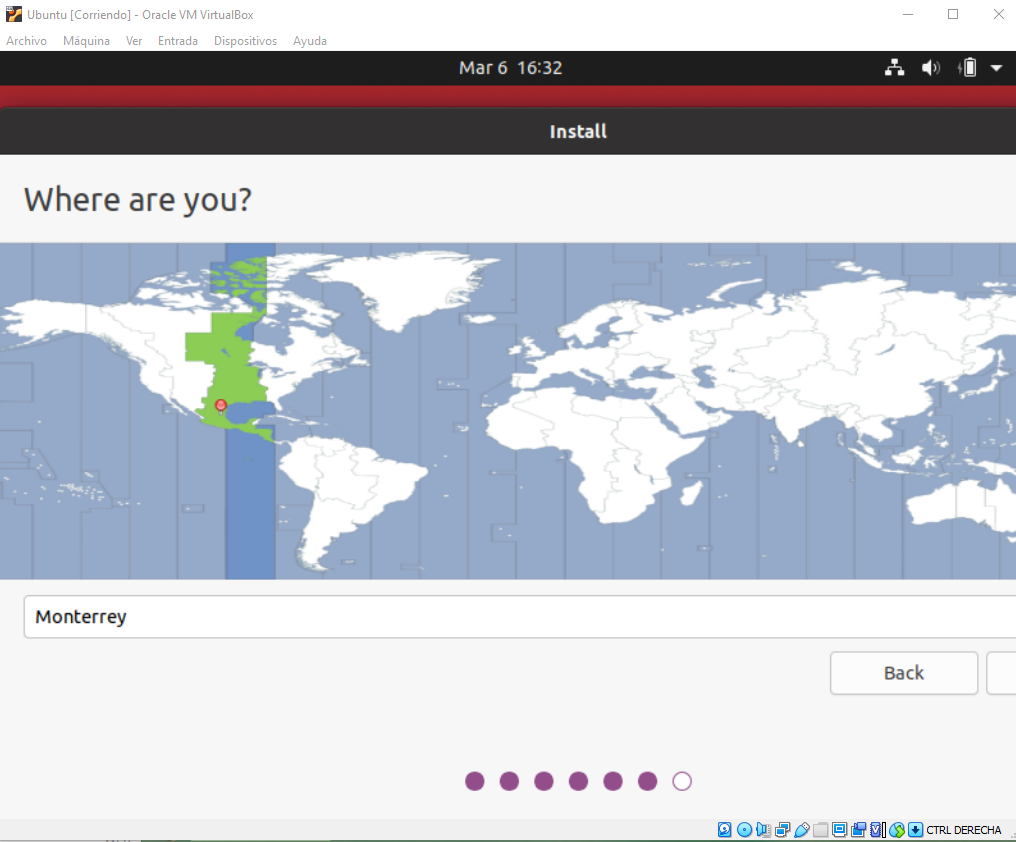 Ubuntu [Corriendo] - Oracle VM VirtualBox
Archivo Máquina Ver Entrada Dispositivos Ayuda
Mar 6 16:32
Install
Where are you?
Monterrey
Back
CTRL DERECHA